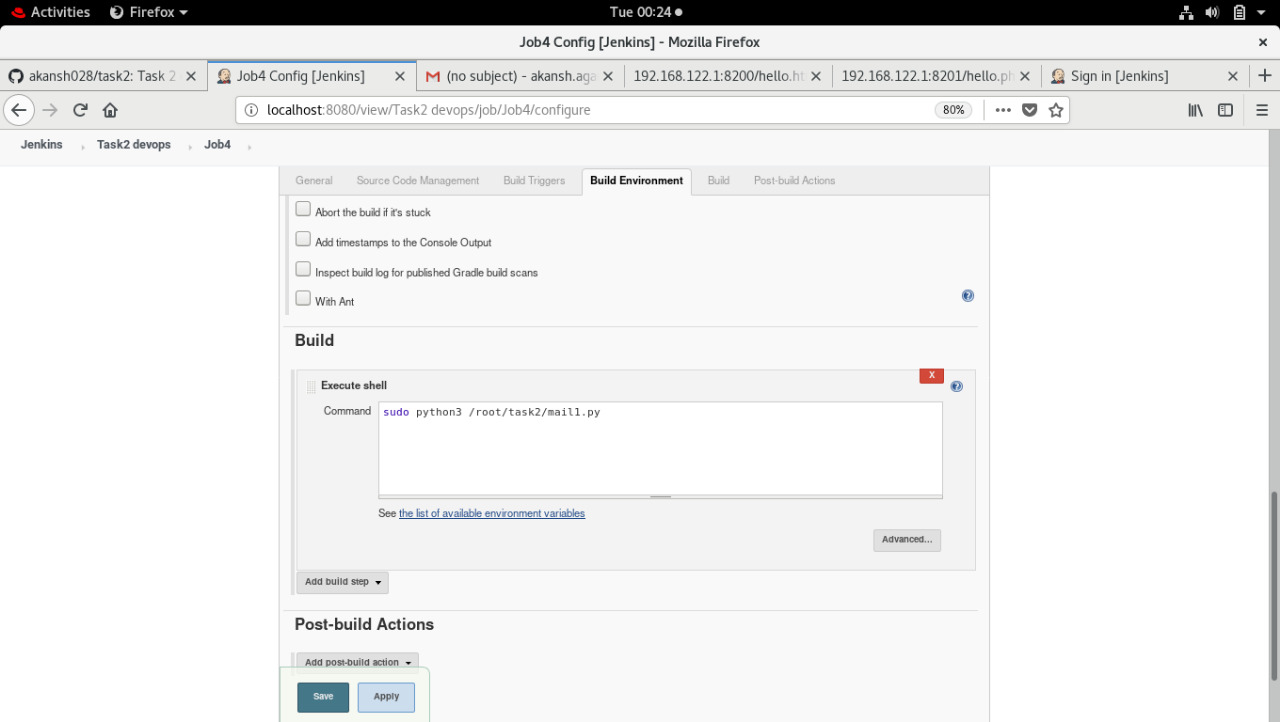 Activities Firefox Tue 00:24
Job4 Config [Jenkins] - Mozilla Firefox ×
akansh028/task2: Task 2 × Job4 Config [Jenkins] × (no subject) - akansh.aga × 192.168.122.1:8200/hello.ht × 192.168.122.1:8201/hello.ph × Sign in [Jenkins] × +
localhost:8080/view/Task2 devops/job/Job4/configure 80%
Jenkins Task2 devops Job4
General Source Code Management Build Triggers Build Environment Build Post-build Actions
Abort the build if it's stuck
Add timestamps to the Console Output
Inspect build log for published Gradle build scans
With Ant
Build
X
Execute shell
Command sudo python3 /root/task2/mail1.py
See the list of available environment variables
Advanced...
Add build step
Post-build Actions
Add post-build action
Save Apply